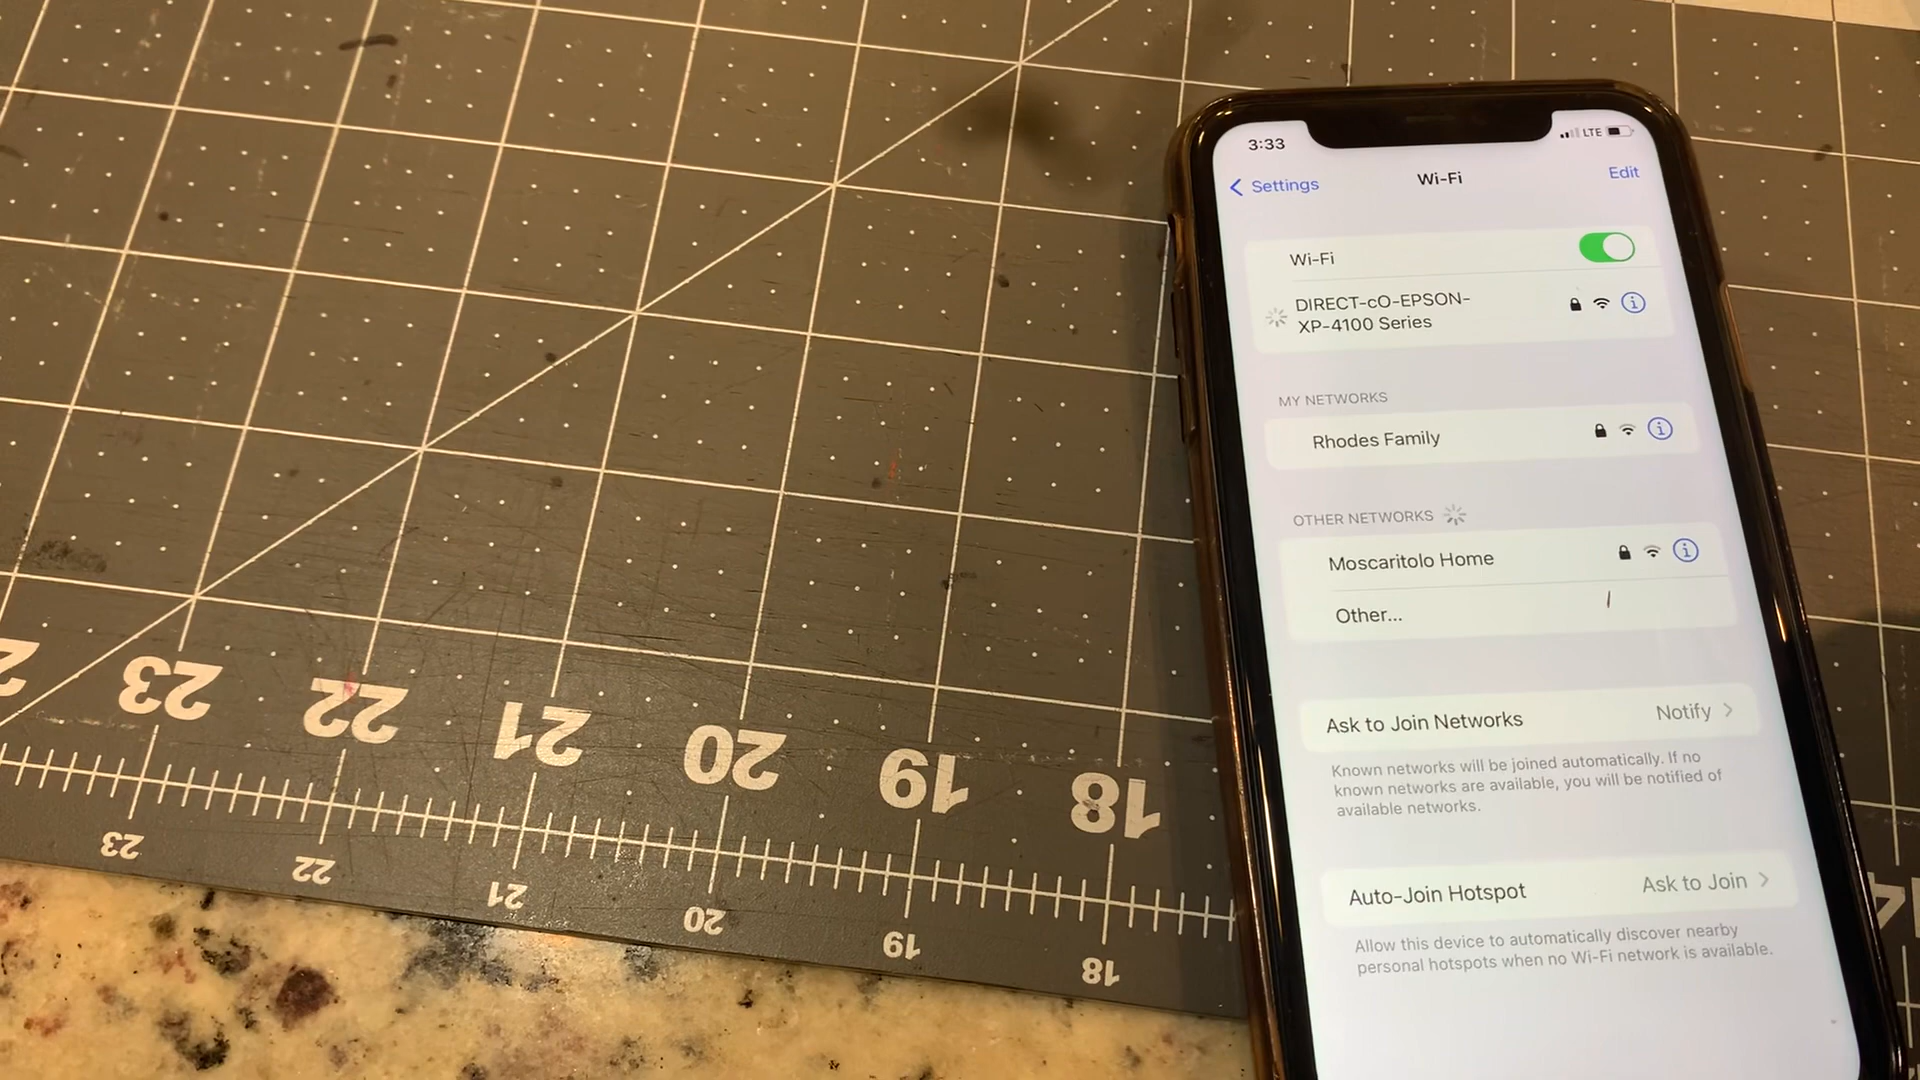 3:33
LTE
Settings
Wi-Fi
Edit
Wi-Fi
DIRECT-cO-EPSON-
XP-4100 Series
MY NETWORKS
Rhodes Family
OTHER NETWORKS
Moscaritolo Home
Other...
Ask to Join Networks
Notify
Known networks will be joined automatically. If no
known networks are available, you will be notified of
available networks.
Auto-Join Hotspot
Ask to Join
Allow this device to automatically discover nearby
personal hotspots when no Wi-Fi network is available.
23 22 21 20 19 18
23 22 21 20 19 18